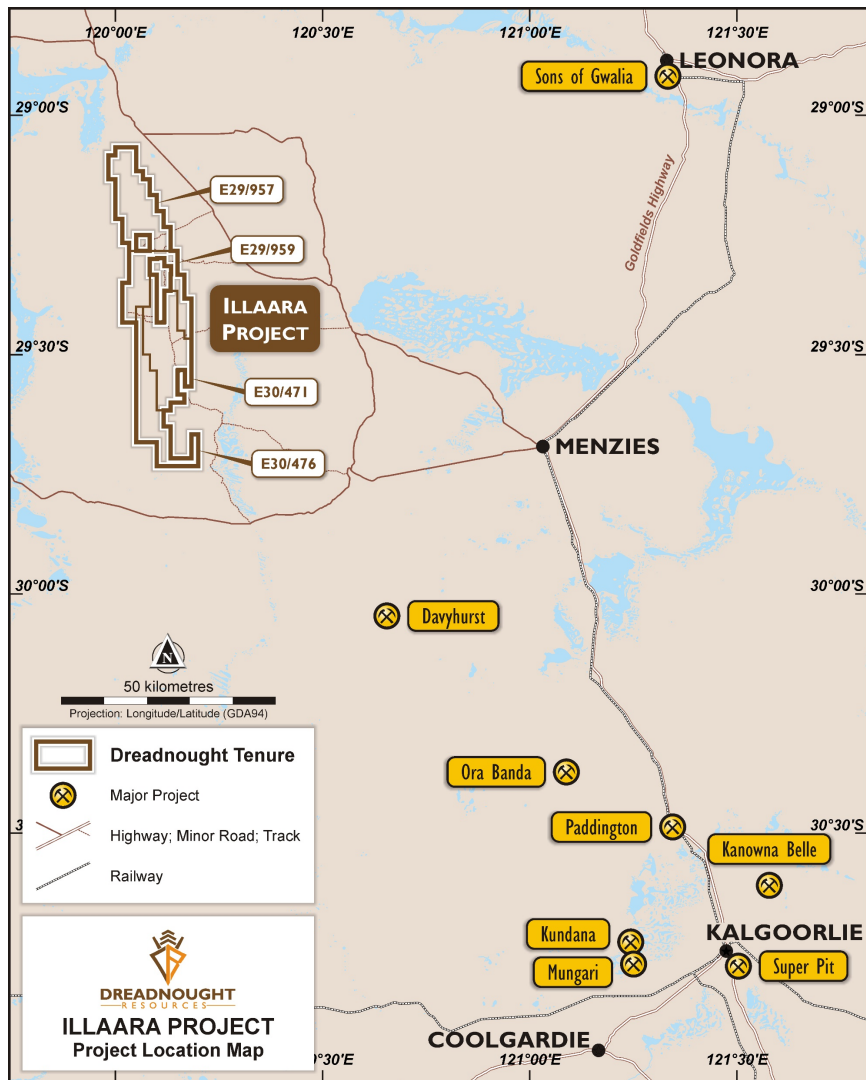 120°00'E
120°30'E
121°00'E
121°30'E
LEONORA
Sons of Gwalia
29°00'S
29°00'S
E29/957
Goldfields Highway
E29/959
ILLAARA
PROJECT
29°30'S
29°30'S
E30/471
MENZIES
E30/476
30°00'S
30°00'S
Davyhurst
N
50 kilometres
Projection: Longitude/Latitude (GDA94)
Dreadnought Tenure
Major Project
Highway; Minor Road; Track
Railway
Ora Banda
Paddington
3
30°30'S
Kanowna Belle
Kundana
KALGOORLIE
Mungari
Super Pit
DREADNOUGHT
RESOURCES
ILLAARA PROJECT
Project Location Map
COOLGARDIE
0°30'E
121°00'E
121°30'E